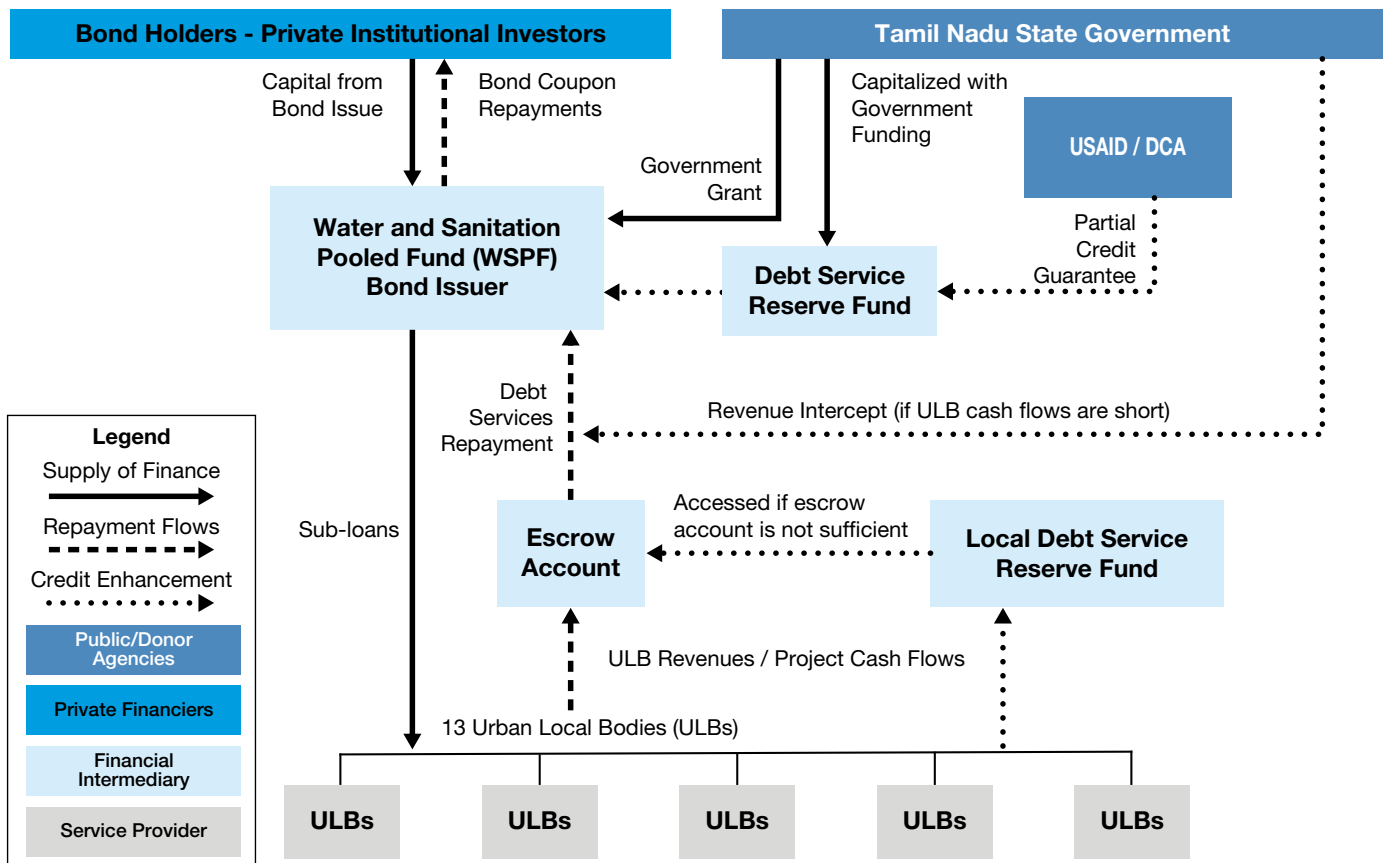 Bond Holders - Private Institutional Investors
Tamil Nadu State Government
Capital from
Bond Issue
Bond Coupon
Repayments
Capitalized with
Government
Funding
USAID / DCA
Government
Grant
Partial
Credit
Guarantee
Water and Sanitation
Pooled Fund (WSPF)
Bond Issuer
Debt Service
Reserve Fund
Debt
Services
Repayment
Revenue Intercept (if ULB cash flows are short)
Legend
Supply of Finance
Repayment Flows
Credit Enhancement
Public/Donor
Agencies
Private Financiers
Financial
Intermediary
Service Provider
Sub-loans
Escrow
Account
Accessed if escrow
account is not sufficient
Local Debt Service
Reserve Fund
ULB Revenues / Project Cash Flows
13 Urban Local Bodies (ULBs)
ULBs
ULBs
ULBs
ULBs
ULBs